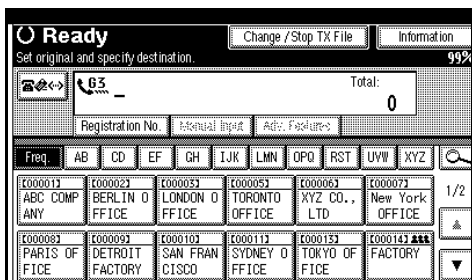 Ready
Change / Stop TX File
Information
Set original and specify destination.
99%
G3 _
Total:
0
Registration No.
Manual Input
Adv. Features
Freq. AB CD EF GH IJK LMN OPQ RST UVW XYZ
[00001] [00002] [00003] [00005] [00006] [00007]
ABC COMP BERLIN O LONDON O TORONTO XYZ CO., New York
ANY FFICE FFICE OFFICE LTD OFFICE
1/2
[00008] [00009] [00010] [00011] [00013] [00014]
PARIS OF DETROIT SAN FRAN SYDNEY O TOKYO OF FACTORY
FICE FACTORY CISCO FFICE FICE